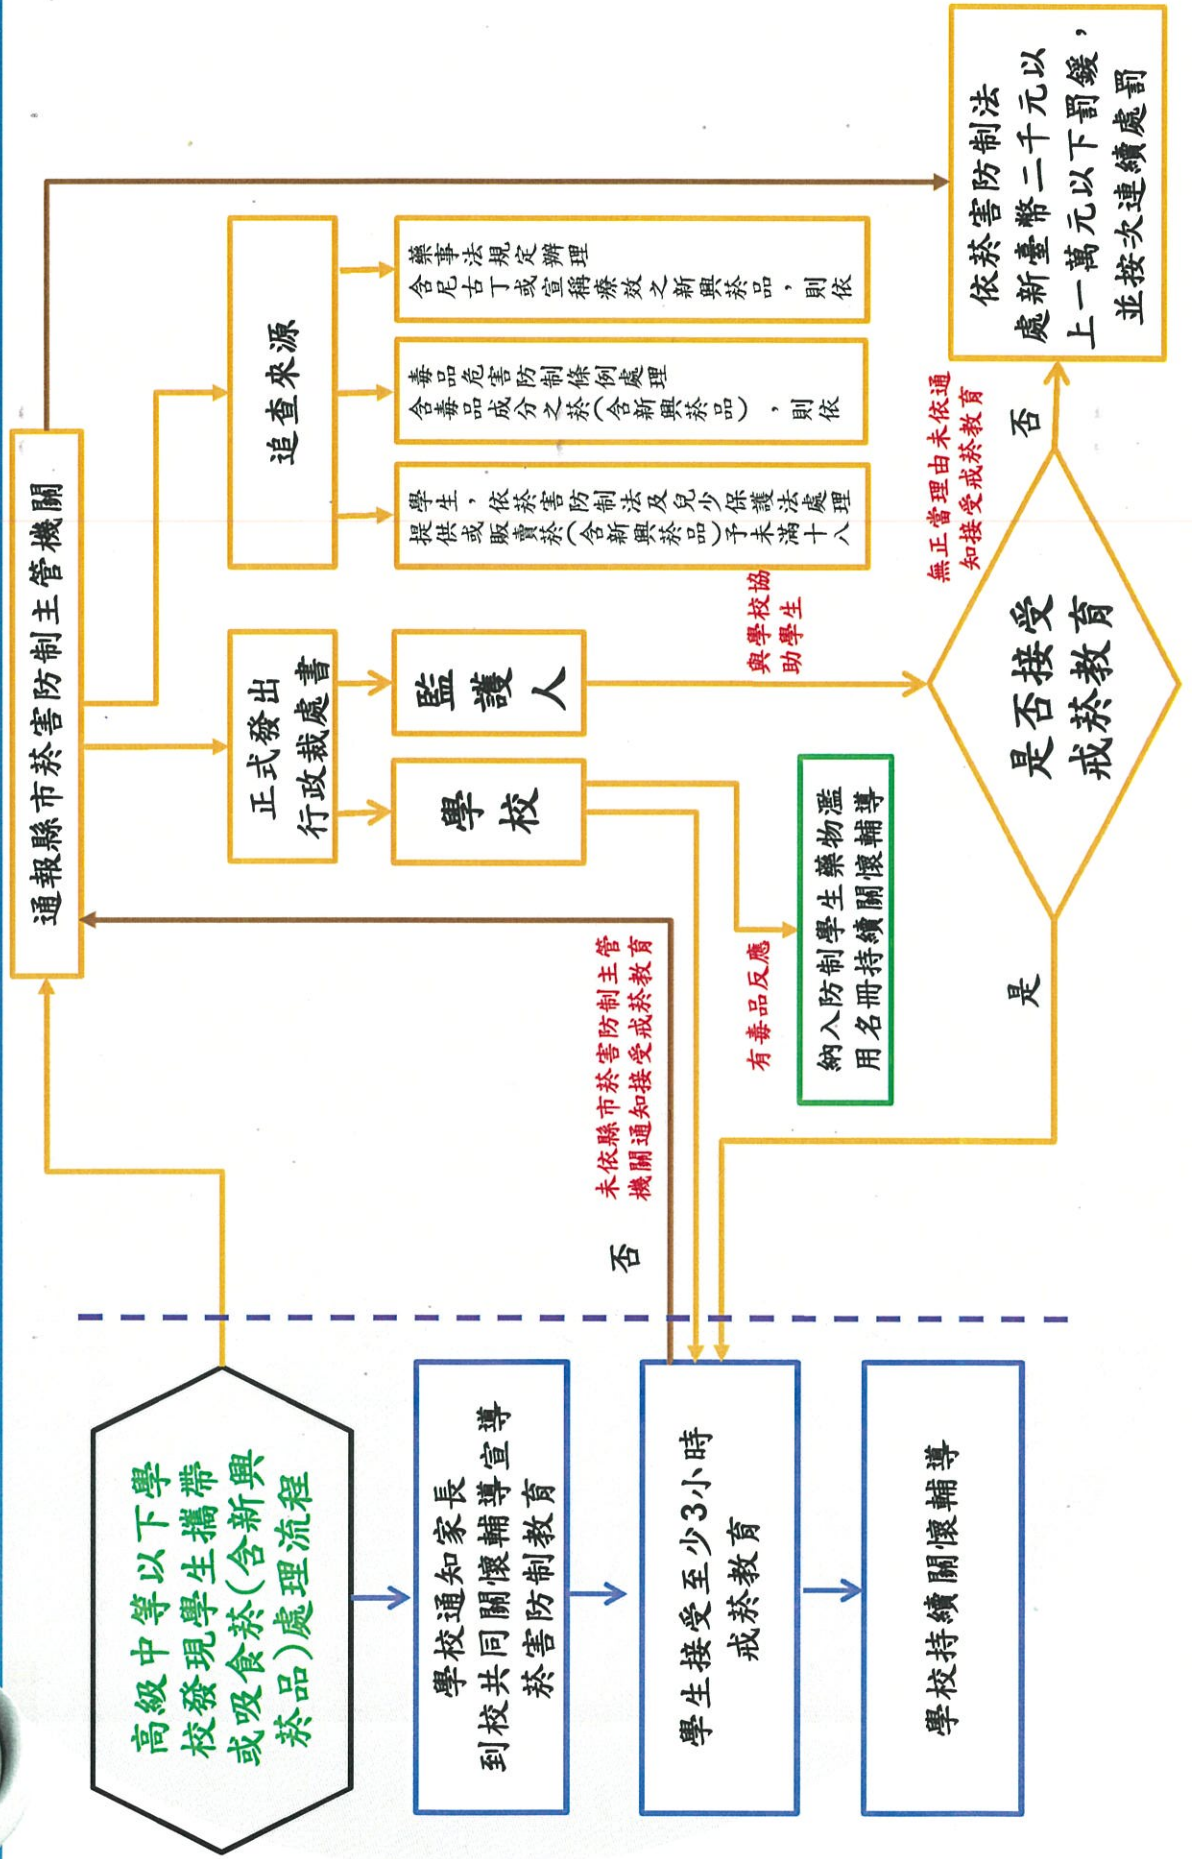 高級中等以下學
校發現學生攜帶
或吸食菸(含新興
菸品)處理流程
學校通知家長
到校共同關懷輔導宣導
菸害防制教育
學生接受至少3小時
戒菸教育
學校持續關懷輔導
通報縣市菸害防制主管機關
正式發出
行政裁處書
學校
監護人
追查來源
提供或販賣菸(含新興菸品)予未滿十八
學生,依菸害防制法及兒少保護法處理
含毒品成分之菸(含新興菸品),則依
毒品危害防制條例處理
含尼古丁或宣稱療效之新興菸品,則依
藥事法規定辦理
否
未依縣市菸害防制主管
機關通知接受戒菸教育
有毒品反應
納入防制學生藥物濫
用名冊持續關懷輔導
與學校協
助學生
是
是否接受
戒菸教育
無正當理由未依通
知接受戒菸教育
否
依菸害防制法
處新臺幣二千元以
上一萬元以下罰鍰,
並按次連續處罰